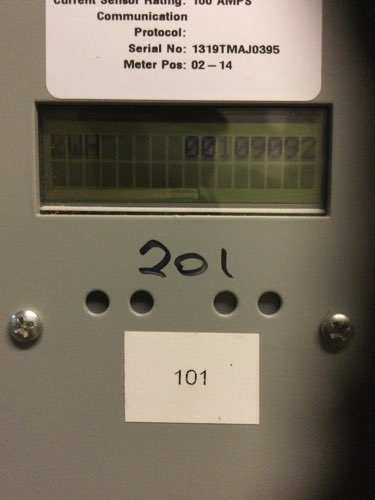 Current Sensor Rating: 100 AMPS
Communication
Protocol:
Serial No: 1319TMAJ0395
Meter Pos: 02-14
KWH 00109092
201
101